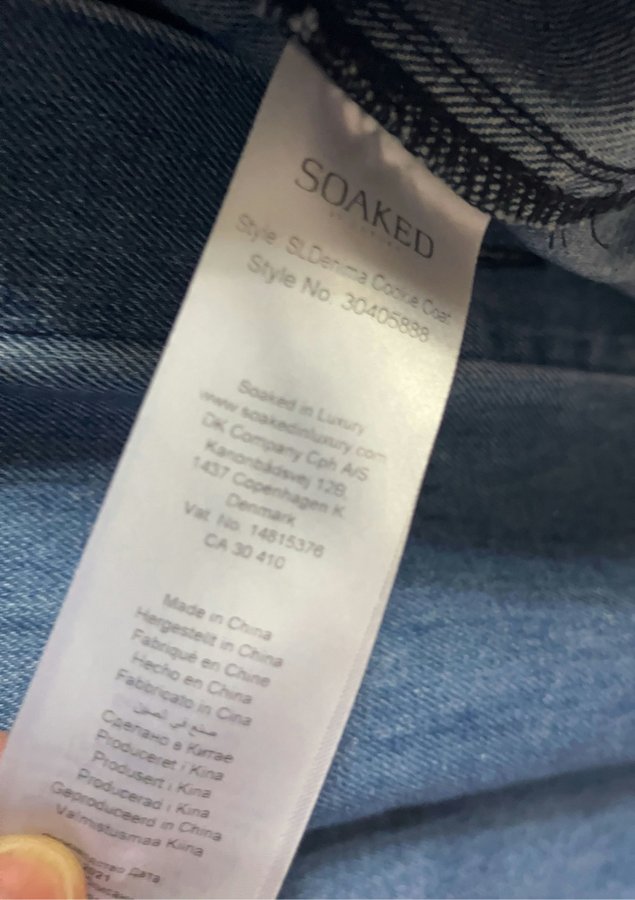 SOAKED
Style SLDenima Cookie Coat
Style No. 30405888
Soaked in Luxury
www.soakedinluxury.com
DK Company Cph A/S
Kanonbådsvej 12B.
1437 Copenhagen K
Denmark
Vat. No. 14815376
CA 30 410
Made in China
Hergestellt in China
Fabriqué en Chine
Hecho en China
Fabbricato in Cina
صنع في الصين
Сделано в Китае
Produceret i Kina
Produsert i Kina
Producerad i Kina
Geproduceerd in China
Valmistusmaa Kiina
Дата